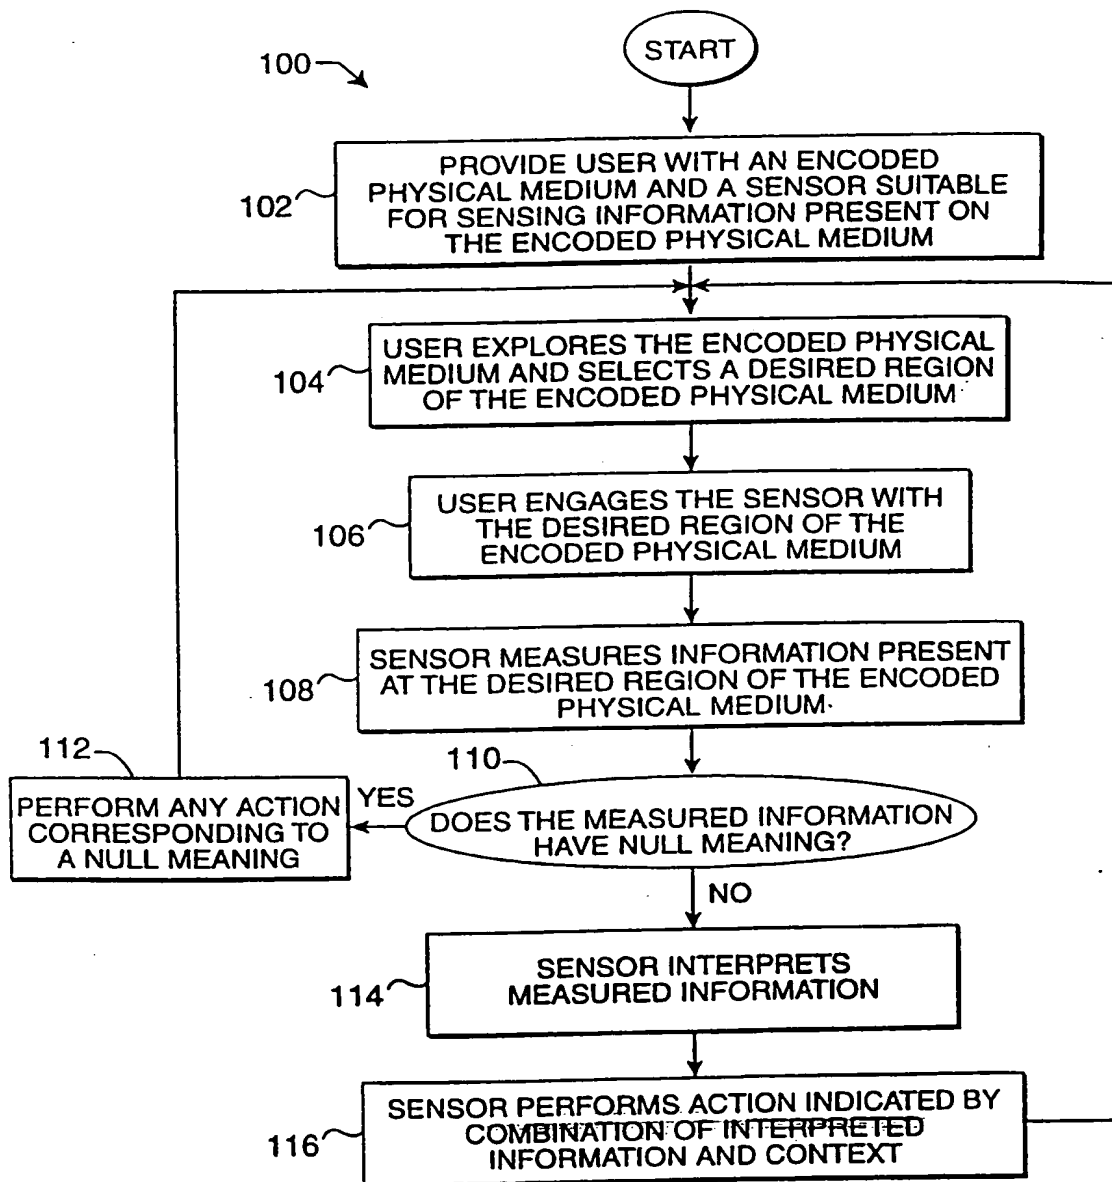 START
100
PROVIDE USER WITH AN ENCODED
PHYSICAL MEDIUM AND A SENSOR SUITABLE
FOR SENSING INFORMATION PRESENT ON
THE ENCODED PHYSICAL MEDIUM
102
USER EXPLORES THE ENCODED PHYSICAL
MEDIUM AND SELECTS A DESIRED REGION
OF THE ENCODED PHYSICAL MEDIUM
104
USER ENGAGES THE SENSOR WITH
THE DESIRED REGION OF THE
ENCODED PHYSICAL MEDIUM
106
SENSOR MEASURES INFORMATION PRESENT
AT THE DESIRED REGION OF THE ENCODED
PHYSICAL MEDIUM
108
110
DOES THE MEASURED INFORMATION
HAVE NULL MEANING?
YES
112
PERFORM ANY ACTION
CORRESPONDING TO
A NULL MEANING
NO
SENSOR INTERPRETS
MEASURED INFORMATION
114
SENSOR PERFORMS ACTION INDICATED BY
COMBINATION OF INTERPRETED
INFORMATION AND CONTEXT
116